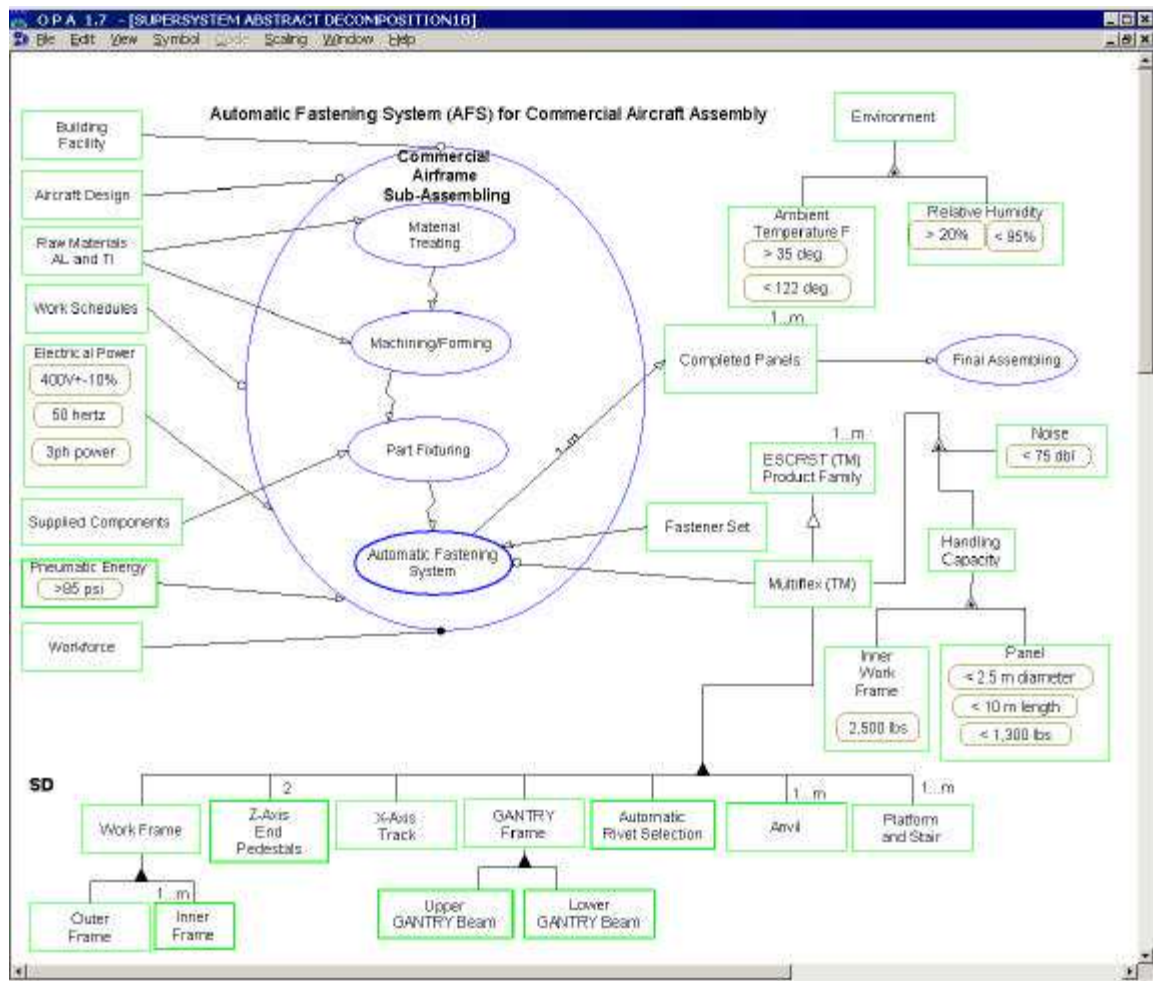 OPA 1.7 - [SUPERSYSTEM ABSTRACT DECOMPOSITION18]
File Edit View Symbol Code Scaling Window Help
Automatic Fastening System (AFS) for Commercial Aircraft Assembly
Building
Facility
Aircraft Design
Raw Materials
AL and TI
Work Schedules
Electrical Power
400V+-10%
50 hertz
3ph power
Supplied Components
Pneumatic Energy
>85 psi
Workforce
Commercial
Airframe
Sub-Assembling
Material
Treating
Machining/Forming
Part Fixturing
Automatic Fastening
System
1...m
Environment
Ambient
Temperature F
> 35 deg.
< 122 deg.
Relative Humidity
> 20%
< 95%
1...m
Completed Panels
Final Assembling
1...m
ESCRST (TM)
Product Family
Fastener Set
Multiflex (TM)
Noise
< 75 dbl
Handling
Capacity
Inner
Work
Frame
2,500 lbs
Panel
< 2.5 m diameter
< 10 m length
< 1,300 lbs
SD
2
1...m
1...m
Work Frame
Z-Axis
End
Pedestals
X-Axis
Track
GANTRY
Frame
Automatic
Rivet Selection
Anvil
Platform
and Stair
1...m
Outer
Frame
Inner
Frame
Upper
GANTRY Beam
Lower
GANTRY Beam